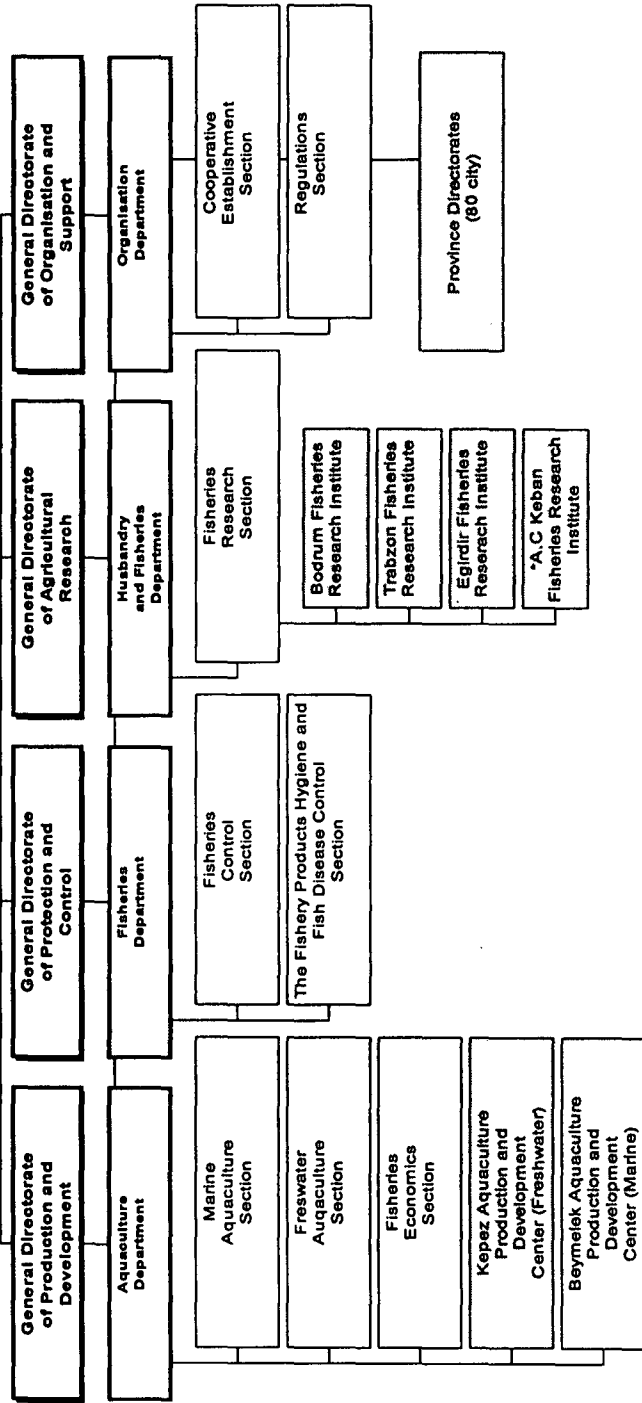 General Directorate
of Production and
Development
Aquaculture
Department
Marine
Aquaculture
Section
Freswater
Auqaculture
Section
Fisheries
Economics
Section
Kepez Aquaculture
Production and
Development
Center (Freshwater)
Beymelek Aquaculture
Production and
Development
Center (Marine)
General Directorate
of Protection and
Control
Fisheries
Department
Fisheries
Control
Section
The Fishery Products Hygiene and
Fish Disease Control
Section
General Directorate
of Agricultural
Research
Husbandry
and Fisheries
Department
Fisheries
Research
Section
Bodrum Fisheries
Research Institute
Trabzon Fisheries
Research Institute
Egirdir Fisheries
Reserach Institute
*A.C Keban
Fisheries Research
Institute
General Directorate
of Organisation and
Support
Organisation
Department
Cooperative
Establishment
Section
Regulations
Section
Province Directorates
(80 city)